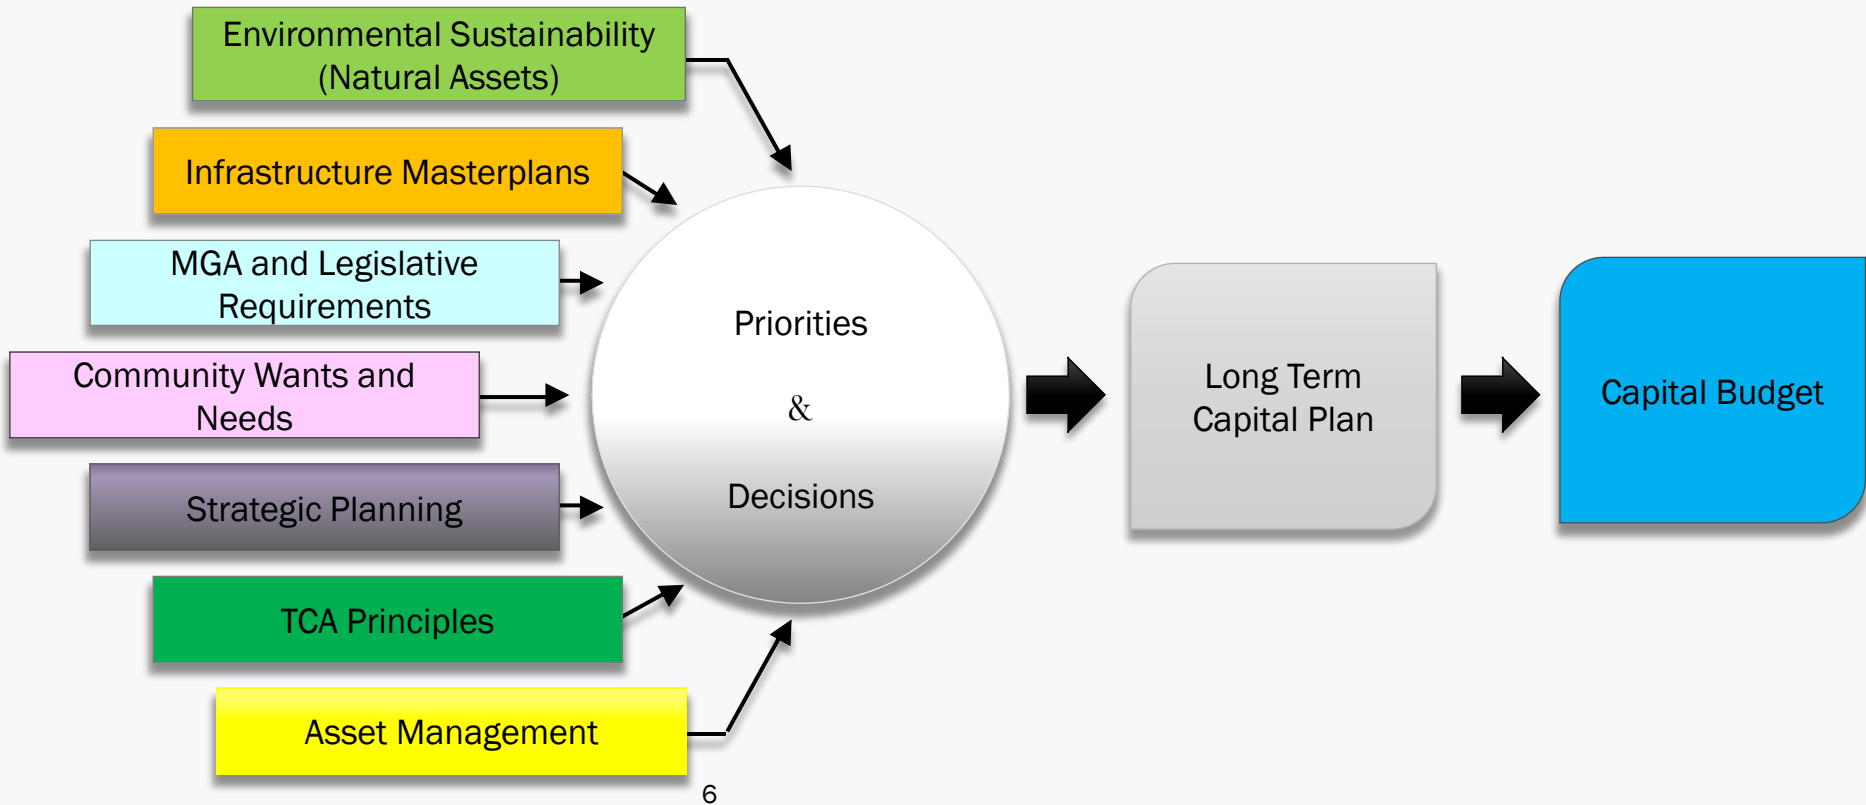 Environmental Sustainability
(Natural Assets)
Infrastructure Masterplans
MGA and Legislative
Requirements
Community Wants and
Needs
Strategic Planning
TCA Principles
Asset Management
Priorities
&
Decisions
Long Term
Capital Plan
Capital Budget
6